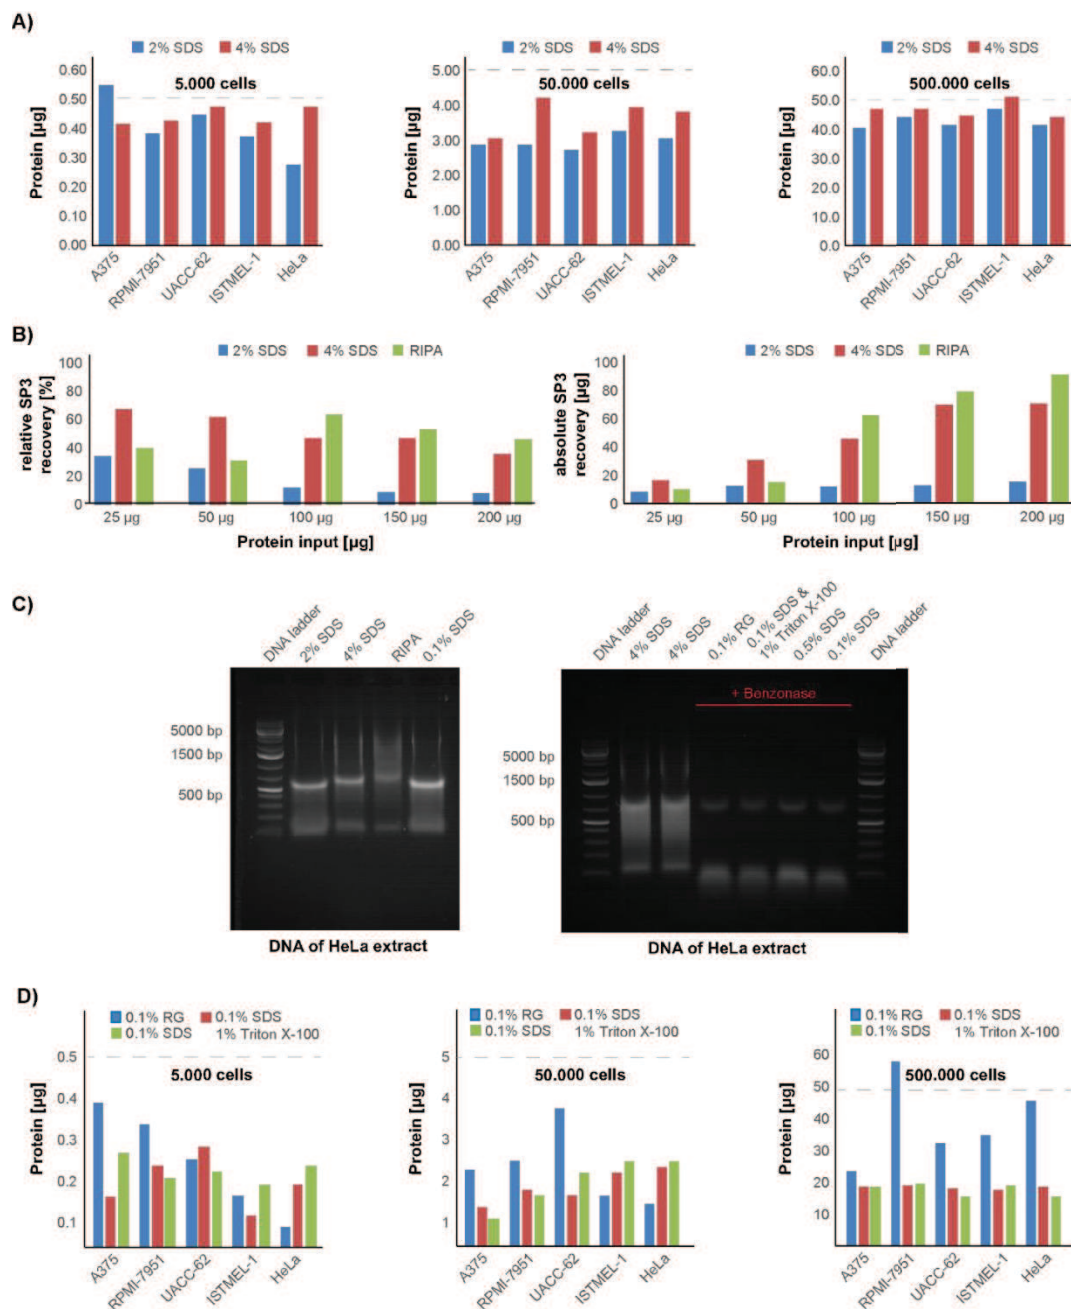 A)
2% SDS 4% SDS
0.60
0.50
0.40
0.30
0.20
0.10
0.00
Protein [µg]
5.000 cells
A375
RPMI-7951
UACC-62
ISTMEL-1
HeLa
2% SDS 4% SDS
5.00
4.00
3.00
2.00
1.00
0.00
Protein [µg]
50.000 cells
A375
RPMI-7951
UACC-62
ISTMEL-1
HeLa
2% SDS 4% SDS
60.0
50.0
40.0
30.0
20.0
10.0
0.0
Protein [µg]
500.000 cells
A375
RPMI-7951
UACC-62
ISTMEL-1
HeLa
B)
2% SDS 4% SDS RIPA
relative SP3
recovery [%]
100
80
60
40
20
0
25 µg 50 µg 100 µg 150 µg 200 µg
Protein input [µg]
2% SDS 4% SDS RIPA
absolute SP3
recovery [µg]
100
80
60
40
20
0
25 µg 50 µg 100 µg 150 µg 200 µg
Protein input [µg]
C)
DNA ladder
2% SDS
4% SDS
RIPA
0.1% SDS
5000 bp
1500 bp
500 bp
DNA of HeLa extract
DNA ladder
4% SDS
4% SDS
0.1% RG
0.1% SDS &
1% Triton X-100
0.5% SDS
0.1% SDS
DNA ladder
+ Benzonase
5000 bp
1500 bp
500 bp
DNA of HeLa extract
D)
0.1% RG 0.1% SDS
0.1% SDS 1% Triton X-100
0.5
0.4
0.3
0.2
0.1
Protein [µg]
5.000 cells
A375
RPMI-7951
UACC-62
ISTMEL-1
HeLa
0.1% RG 0.1% SDS
0.1% SDS 1% Triton X-100
5
4
3
2
1
Protein [µg]
50.000 cells
A375
RPMI-7951
UACC-62
ISTMEL-1
HeLa
0.1% RG 0.1% SDS
0.1% SDS 1% Triton X-100
60
50
40
30
20
10
Protein [µg]
500.000 cells
A375
RPMI-7951
UACC-62
ISTMEL-1
HeLa